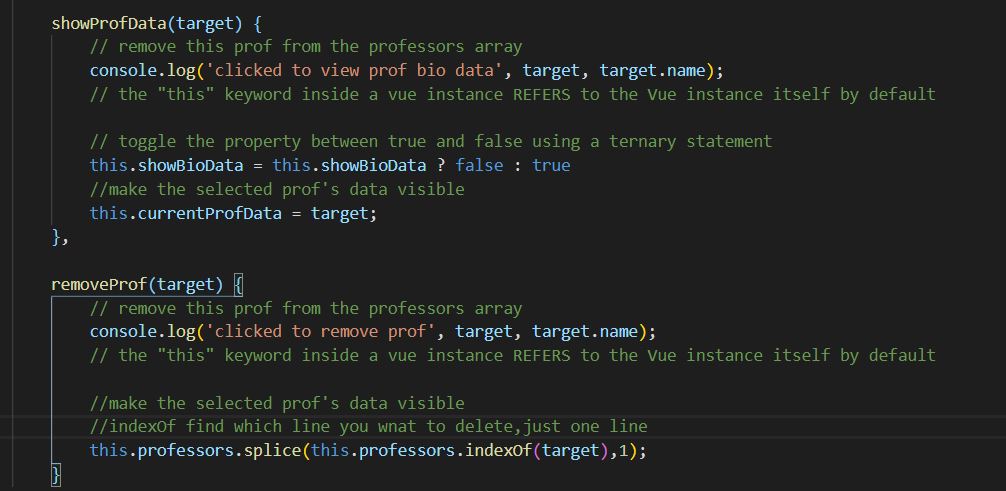 showProfData(target) {
// remove this prof from the professors array
console.log('clicked to view prof bio data', target, target.name);
// the "this" keyword inside a vue instance REFERS to the Vue instance itself by default
// toggle the property between true and false using a ternary statement
this.showBioData = this.showBioData ? false : true
//make the selected prof's data visible
this.currentProfData = target;
},
removeProf(target) {
// remove this prof from the professors array
console.log('clicked to remove prof', target, target.name);
// the "this" keyword inside a vue instance REFERS to the Vue instance itself by default
//make the selected prof's data visible
//indexOf find which line you wnat to delete,just one line
this.professors.splice(this.professors.indexOf(target),1);
}